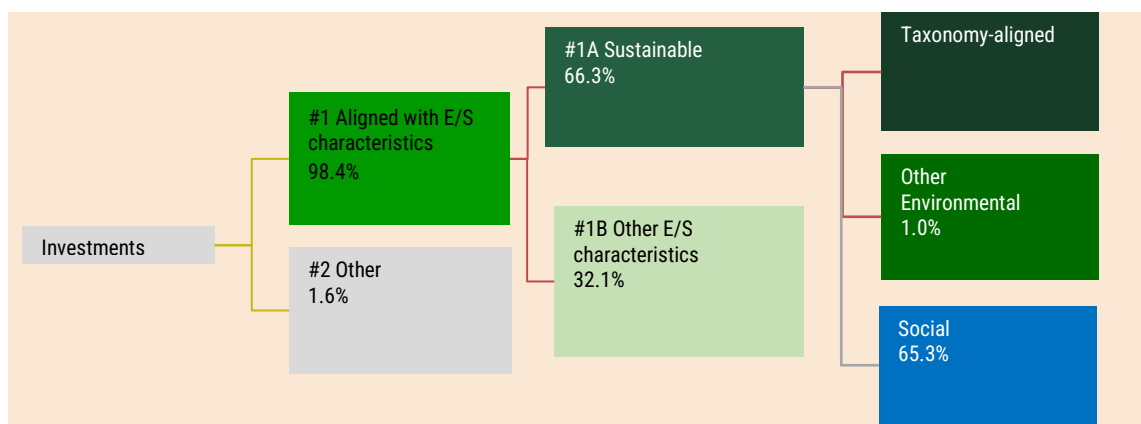 Investments
#1 Aligned with E/S
characteristics
98.4%
#2 Other
1.6%
#1A Sustainable
66.3%
#1B Other E/S
characteristics
32.1%
Taxonomy-aligned
Other
Environmental
1.0%
Social
65.3%